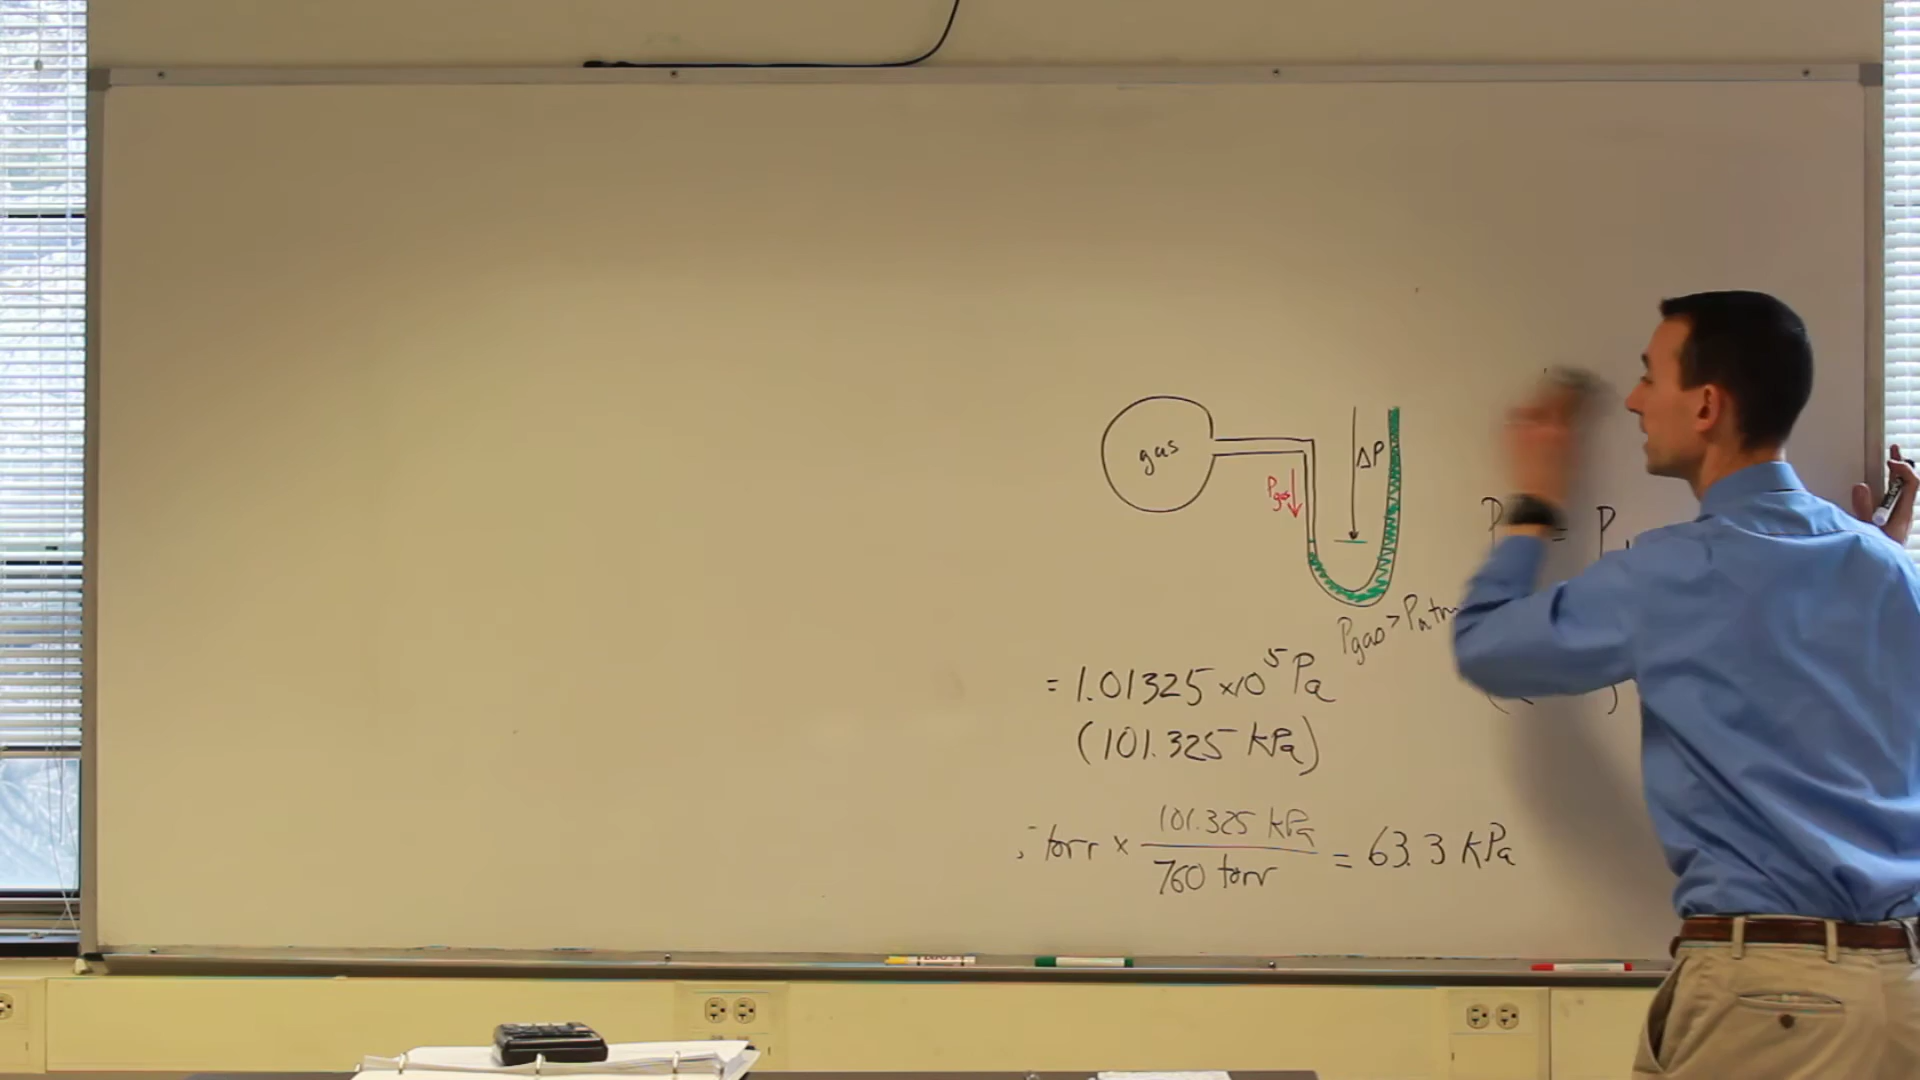 gas
ΔP
Pgas
P = P
Pgas > Patm
= 1.01325 ×10⁵ Pa
(101.325 kPa)
torr × 101.325 kPa / 760 torr = 63.3 kPa